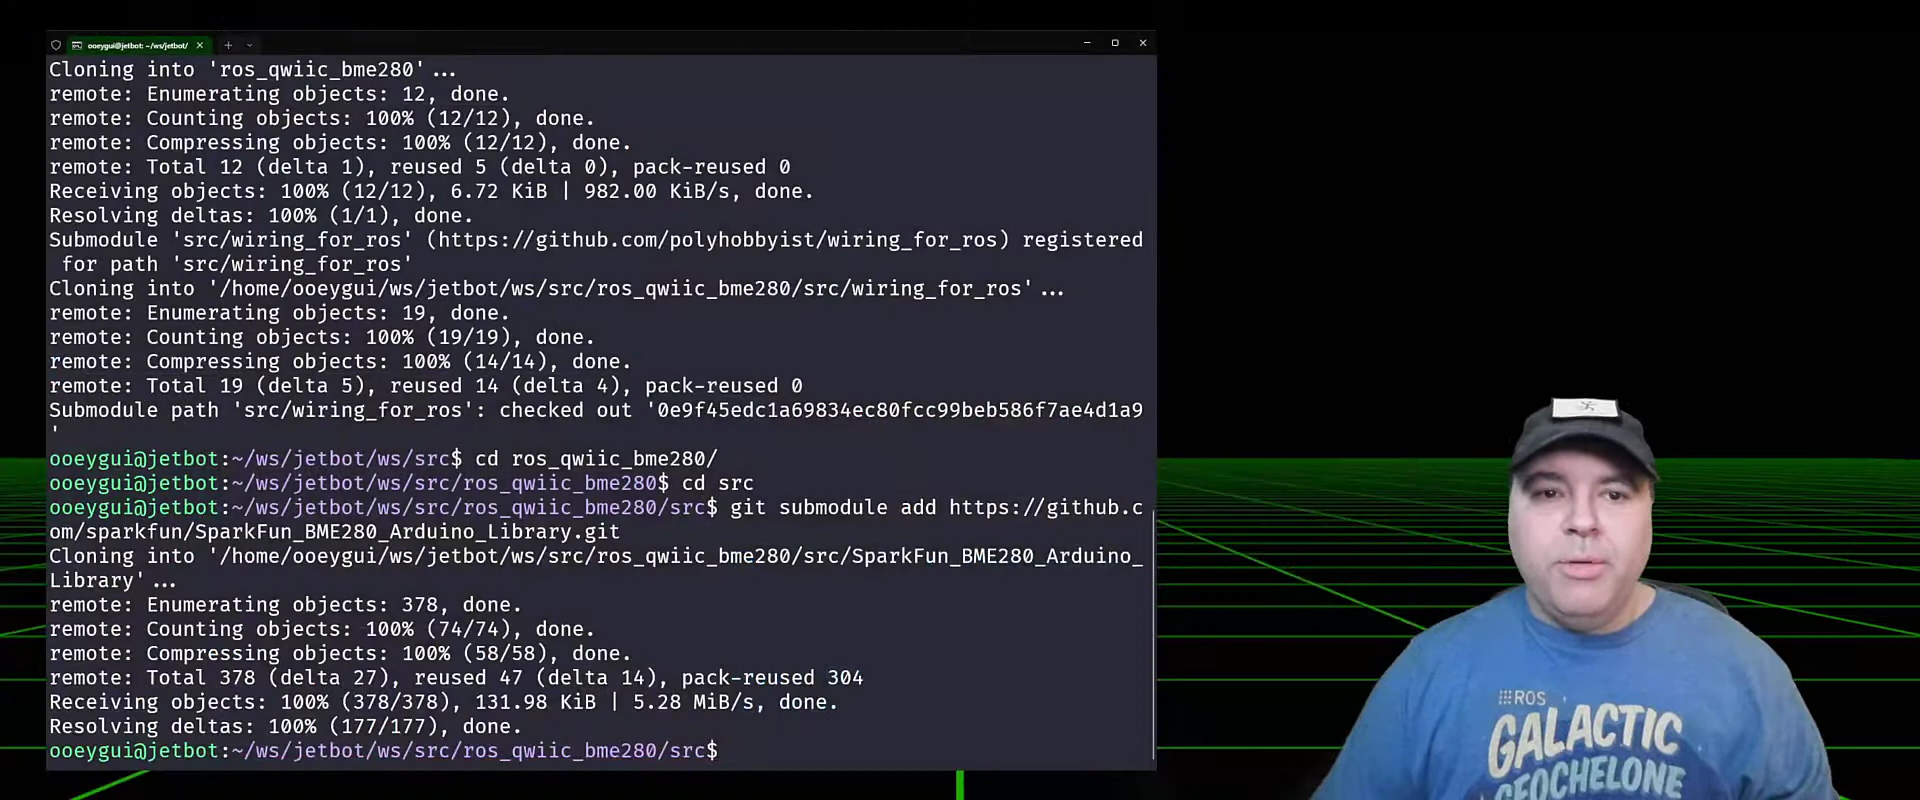 ooeygui@jetbot: ~/ws/jetbot/
Cloning into 'ros_qwiic_bme280'...
remote: Enumerating objects: 12, done.
remote: Counting objects: 100% (12/12), done.
remote: Compressing objects: 100% (12/12), done.
remote: Total 12 (delta 1), reused 5 (delta 0), pack-reused 0
Receiving objects: 100% (12/12), 6.72 KiB | 982.00 KiB/s, done.
Resolving deltas: 100% (1/1), done.
Submodule 'src/wiring_for_ros' (https://github.com/polyhobbyist/wiring_for_ros) registered
for path 'src/wiring_for_ros'
Cloning into '/home/ooeygui/ws/jetbot/ws/src/ros_qwiic_bme280/src/wiring_for_ros'...
remote: Enumerating objects: 19, done.
remote: Counting objects: 100% (19/19), done.
remote: Compressing objects: 100% (14/14), done.
remote: Total 19 (delta 5), reused 14 (delta 4), pack-reused 0
Submodule path 'src/wiring_for_ros': checked out '0e9f45edc1a69834ec80fcc99beb586f7ae4d1a9
'
ooeygui@jetbot:~/ws/jetbot/ws/src$ cd ros_qwiic_bme280/
ooeygui@jetbot:~/ws/jetbot/ws/src/ros_qwiic_bme280$ cd src
ooeygui@jetbot:~/ws/jetbot/ws/src/ros_qwiic_bme280/src$ git submodule add https://github.c
om/sparkfun/SparkFun_BME280_Arduino_Library.git
Cloning into '/home/ooeygui/ws/jetbot/ws/src/ros_qwiic_bme280/src/SparkFun_BME280_Arduino_
Library'...
remote: Enumerating objects: 378, done.
remote: Counting objects: 100% (74/74), done.
remote: Compressing objects: 100% (58/58), done.
remote: Total 378 (delta 27), reused 47 (delta 14), pack-reused 304
Receiving objects: 100% (378/378), 131.98 KiB | 5.28 MiB/s, done.
Resolving deltas: 100% (177/177), done.
ooeygui@jetbot:~/ws/jetbot/ws/src/ros_qwiic_bme280/src$
ROS
GALACTIC
GEOCHELONE